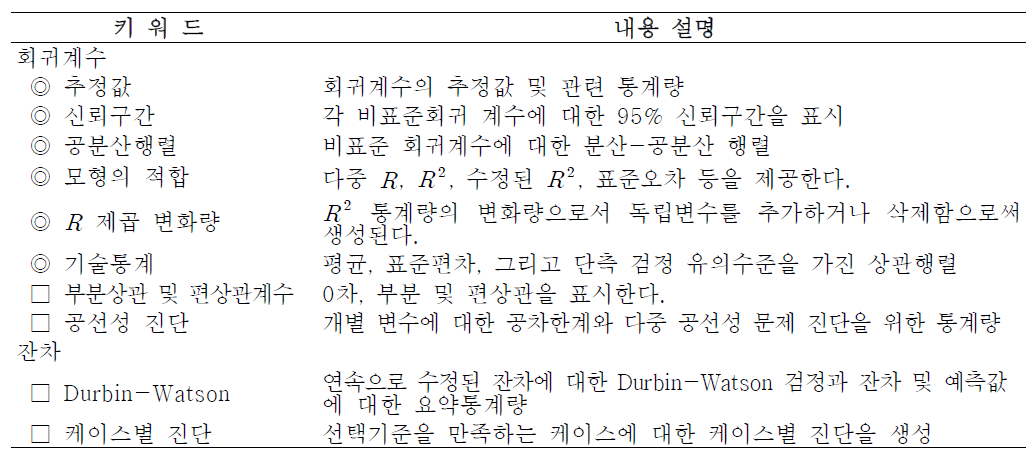 키 워 드 내용 설명
회귀계수
◎ 추정값 회귀계수의 추정값 및 관련 통계량
◎ 신뢰구간 각 비표준회귀 계수에 대한 95% 신뢰구간을 표시
◎ 공분산행렬 비표준 회귀계수에 대한 분산-공분산 행렬
◎ 모형의 적합 다중 R, R², 수정된 R², 표준오차 등을 제공한다.
◎ R 제곱 변화량 R² 통계량의 변화량으로서 독립변수를 추가하거나 삭제함으로써
생성된다.
◎ 기술통계 평균, 표준편차, 그리고 단측 검정 유의수준을 가진 상관행렬
□ 부분상관 및 편상관계수 0차, 부분 및 편상관을 표시한다.
□ 공선성 진단 개별 변수에 대한 공차한계와 다중 공선성 문제 진단을 위한 통계량
잔차
□ Durbin-Watson 연속으로 수정된 잔차에 대한 Durbin-Watson 검정과 잔차 및 예측값
에 대한 요약통계량
□ 케이스별 진단 선택기준을 만족하는 케이스에 대한 케이스별 진단을 생성